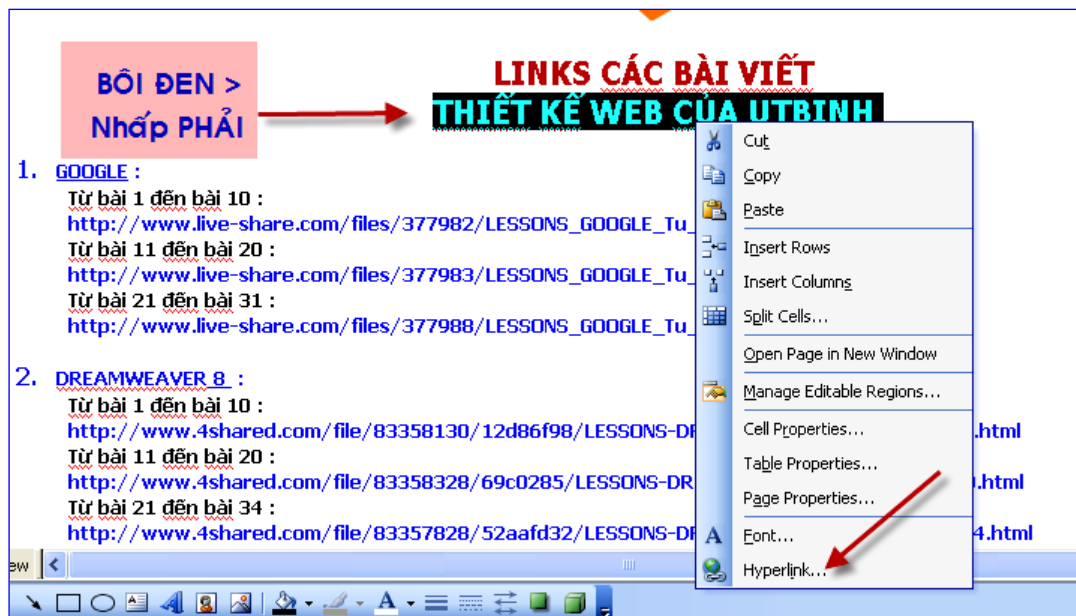 BÔI ĐEN >
Nhấp PHẢI
LINKS CÁC BÀI VIẾT
THIẾT KẾ WEB CỦA UTBINH
1. GOOGLE :
Từ bài 1 đến bài 10 :
http://www.live-share.com/files/377982/LESSONS_GOOGLE_Tu_
Từ bài 11 đến bài 20 :
http://www.live-share.com/files/377983/LESSONS_GOOGLE_Tu_
Từ bài 21 đến bài 31 :
http://www.live-share.com/files/377988/LESSONS_GOOGLE_Tu_
2. DREAMWEAVER 8 :
Từ bài 1 đến bài 10 :
http://www.4shared.com/file/83358130/12d86f98/LESSONS-DR .html
Từ bài 11 đến bài 20 :
http://www.4shared.com/file/83358328/69c0285/LESSONS-DR .html
Từ bài 21 đến bài 34 :
http://www.4shared.com/file/83357828/52aafd32/LESSONS-DR 4.html
Cut
Copy
Paste
Insert Rows
Insert Columns
Split Cells...
Open Page in New Window
Manage Editable Regions...
Cell Properties...
Table Properties...
Page Properties...
Font...
Hyperlink...
ew